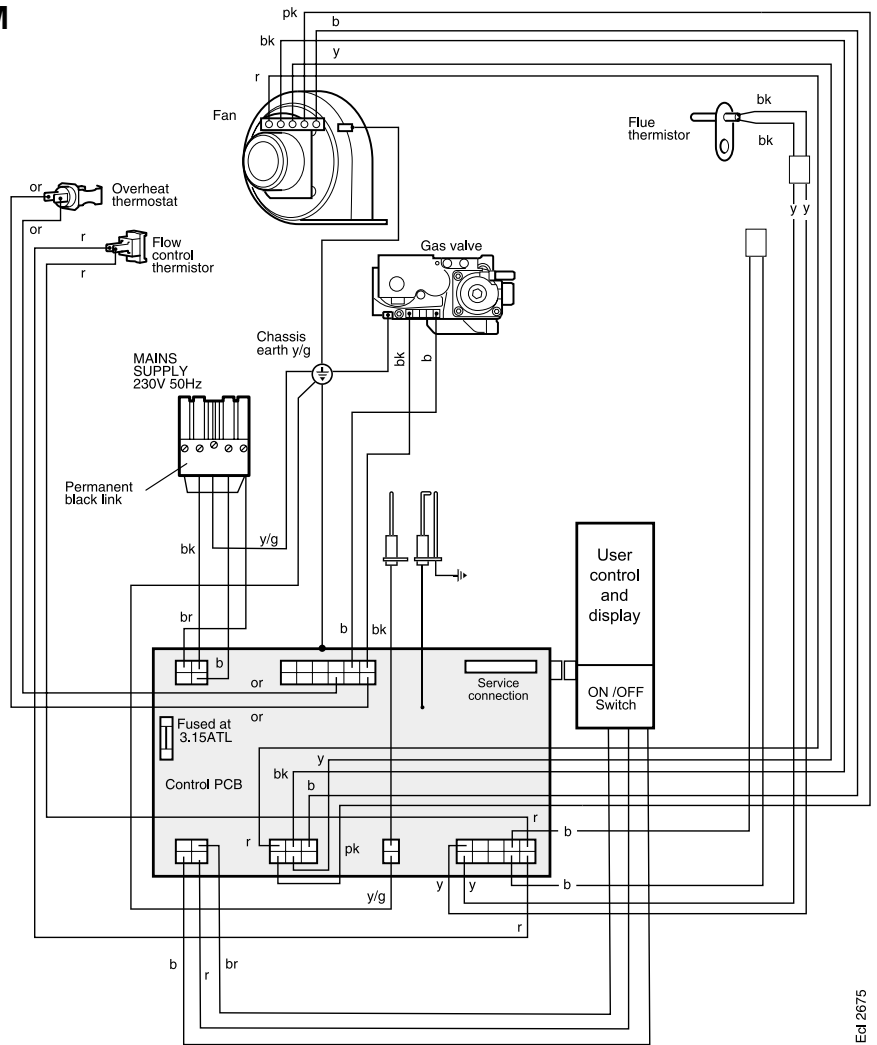 M
pk
b
bk
y
r
Fan
Flue
thermistor
bk
bk
y y
or
Overheat
thermostat
or
r
Flow
control
thermistor
r
Gas valve
Chassis
earth y/g
bk
b
MAINS
SUPPLY
230V 50Hz
Permanent
black link
bk
y/g
br
b
b
bk
User
control
and
display
ON /OFF
Switch
Service
connection
or
or
Fused at
3.15ATL
Control PCB
y
bk
b
r
pk
r
b
y
y
b
y/g
r
b
r
br
Ecl 2675